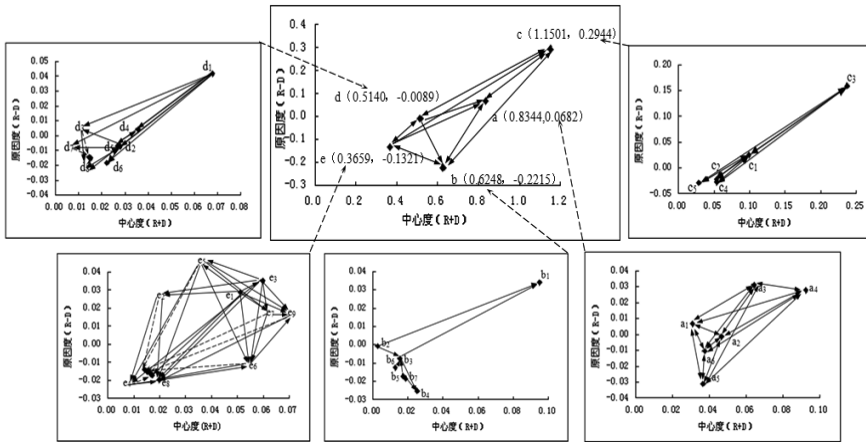 0.4
0.3
0.2
0.1
0.0
-0.1
-0.2
-0.3
0.0 0.2 0.4 0.6 0.8 1.0 1.2
原因度（R-D）
中心度(R+D)
c（1.1501, 0.2944）
d（0.5140, -0.0089）
a（0.8344,0.0682）
e（0.3659, -0.1321）
b（0.6248, -0.2215）
0.05
0.04
0.03
0.02
0.01
0.00
-0.01
-0.02
-0.03
-0.04
0.00 0.01 0.02 0.03 0.04 0.05 0.06 0.07 0.08
原因度（R-D）
中心度(R+D)
d1
d4
d2
d6
0.20
0.15
0.10
0.05
0.00
-0.05
0.00 0.05 0.10 0.15 0.20 0.25
原因度（R-D）
中心度(R+D)
c3
c2
c1
c5
c4
0.04
0.03
0.02
0.01
0.00
-0.01
-0.02
-0.03
0.00 0.01 0.02 0.03 0.04 0.05 0.06 0.07
原因度（R-D）
中心度(R+D)
e3
e1
e9
e6
e8
0.04
0.03
0.02
0.01
0.00
-0.01
-0.02
-0.03
0.00 0.02 0.04 0.06 0.08 0.10
原因度（R-D）
中心度(R+D)
b1
b2
b3
b6
b5
b7
b4
0.04
0.03
0.02
0.01
0.00
-0.01
-0.02
-0.03
-0.04
0.00 0.02 0.04 0.06 0.08 0.10
原因度（R-D）
中心度(R+D)
a3
a4
a1
a2
a6
a5